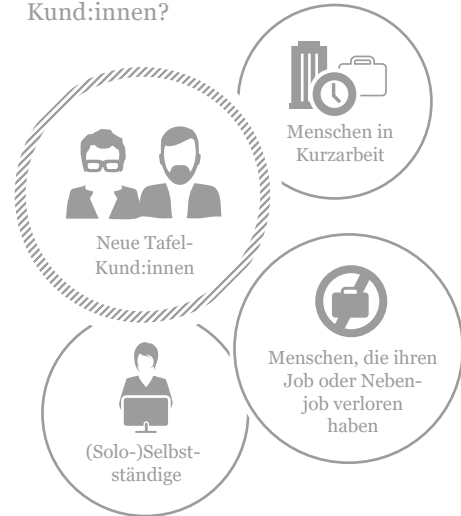 Kund:innen?
Menschen in
Kurzarbeit
Neue Tafel-
Kund:innen
Menschen, die ihren
Job oder Neben-
job verloren
haben
(Solo-)Selbst-
ständige